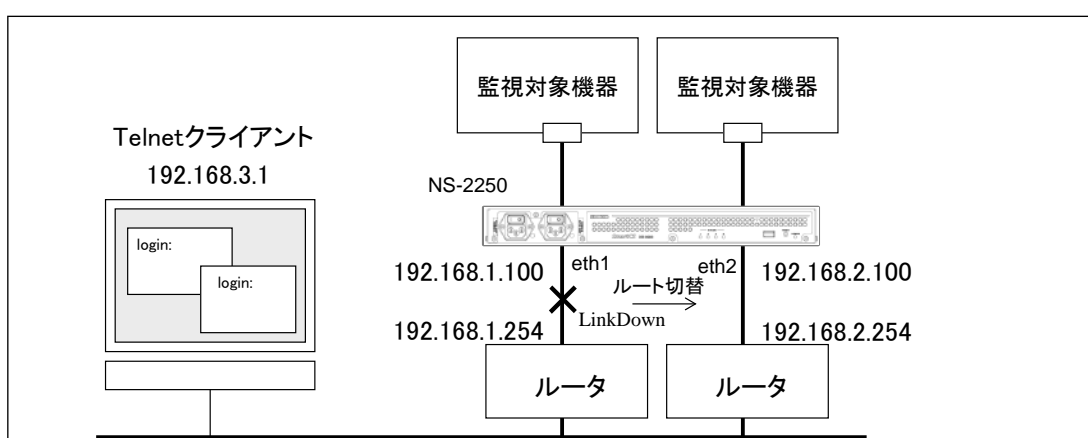 監視対象機器
監視対象機器
Telnetクライアント
192.168.3.1
NS-2250
login:
login:
192.168.1.100
eth1
eth2
192.168.2.100
ルート切替
LinkDown
192.168.1.254
192.168.2.254
ルータ
ルータ